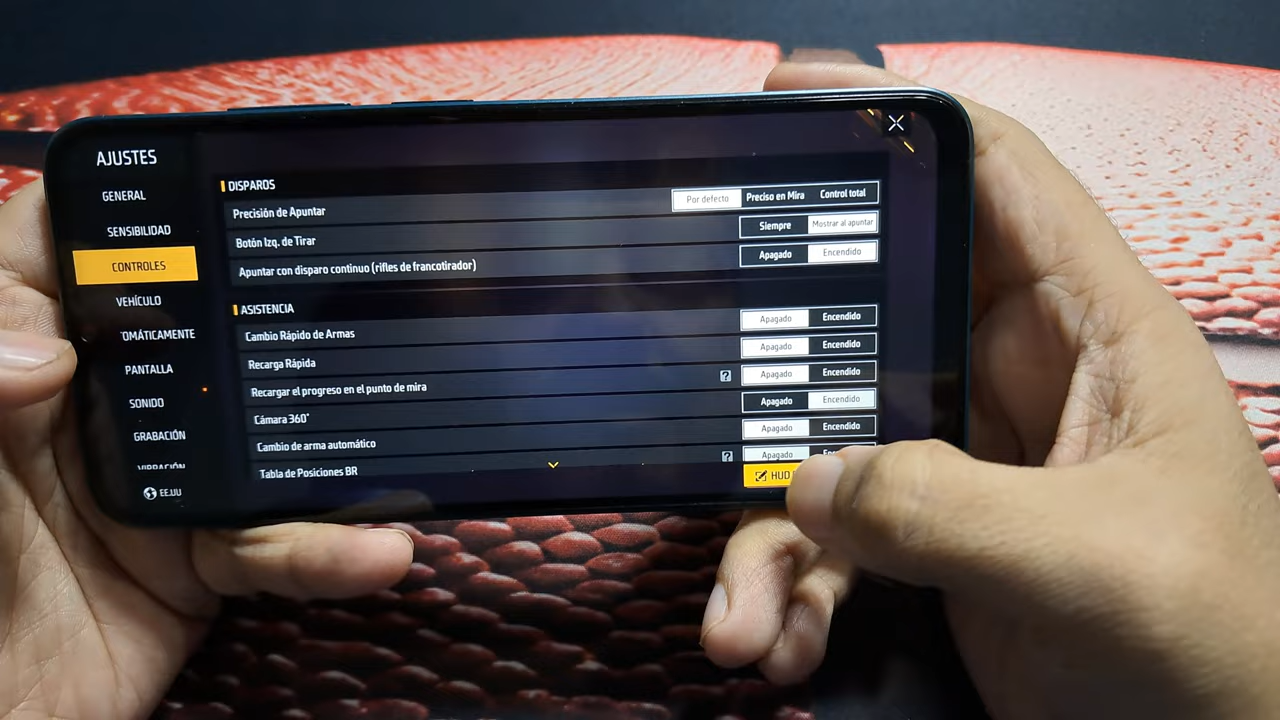 AJUSTES
GENERAL
SENSIBILIDAD
CONTROLES
VEHÍCULO
OMÁTICAMENTE
PANTALLA
SONIDO
GRABACIÓN
VIBRACIÓN
EE.UU
DISPAROS
Precisión de Apuntar Por defecto Preciso en Mira Control total
Botón Izq. de Tirar Siempre Mostrar al apuntar
Apuntar con disparo continuo (rifles de francotirador) Apagado Encendido
ASISTENCIA
Cambio Rápido de Armas Apagado Encendido
Recarga Rápida Apagado Encendido
Recargar el progreso en el punto de mira ? Apagado Encendido
Cámara 360° Apagado Encendido
Cambio de arma automático Apagado Encendido
Tabla de Posiciones BR ? Apagado
HUD